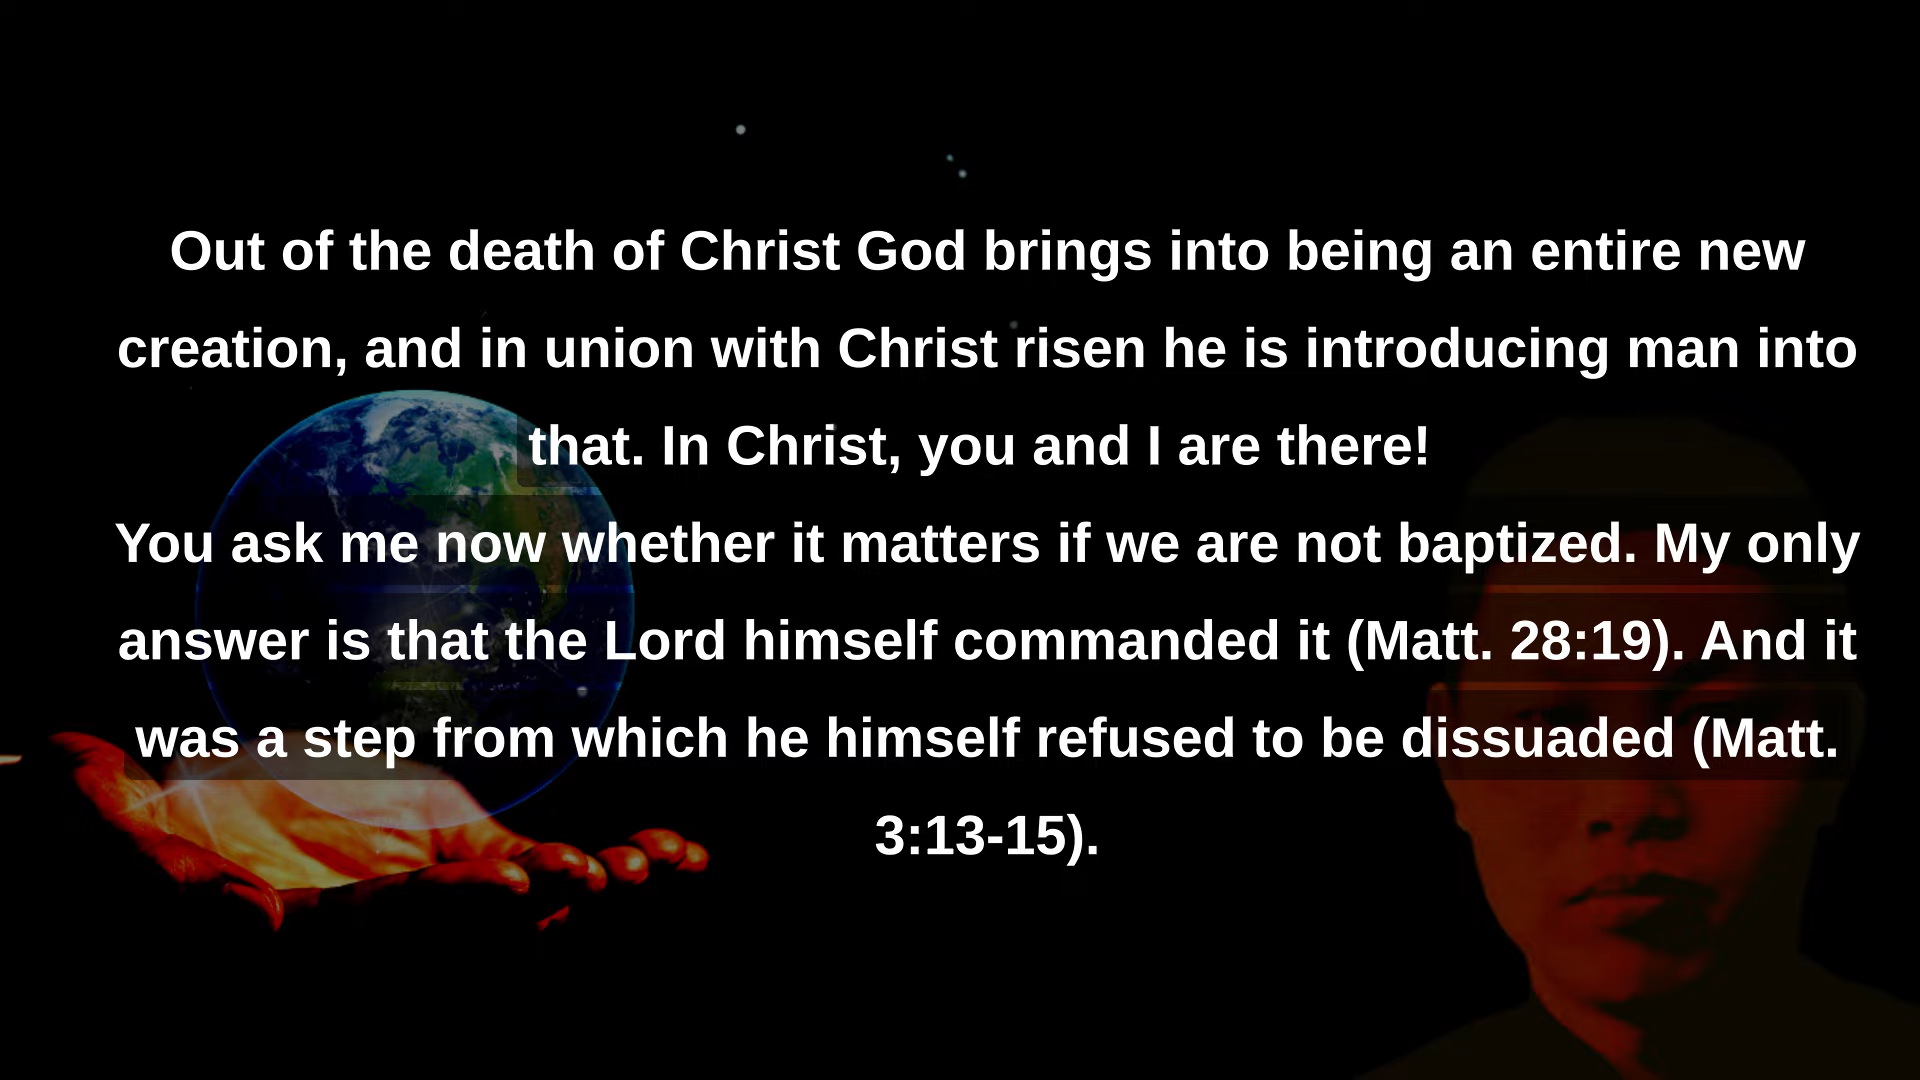 Out of the death of Christ God brings into being an entire new
creation, and in union with Christ risen he is introducing man into
that. In Christ, you and I are there!
You ask me now whether it matters if we are not baptized. My only
answer is that the Lord himself commanded it (Matt. 28:19). And it
was a step from which he himself refused to be dissuaded (Matt.
3:13-15).